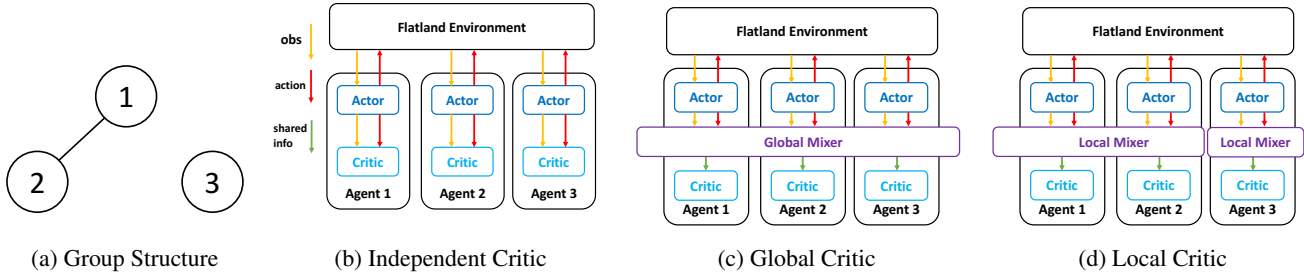 1
2
3
(a) Group Structure
obs
action
shared
info
Flatland Environment
Actor
Actor
Actor
Critic
Critic
Critic
Agent 1
Agent 2
Agent 3
(b) Independent Critic
Flatland Environment
Actor
Actor
Actor
Global Mixer
Critic
Critic
Critic
Agent 1
Agent 2
Agent 3
(c) Global Critic
Flatland Environment
Actor
Actor
Actor
Local Mixer
Local Mixer
Critic
Critic
Critic
Agent 1
Agent 2
Agent 3
(d) Local Critic